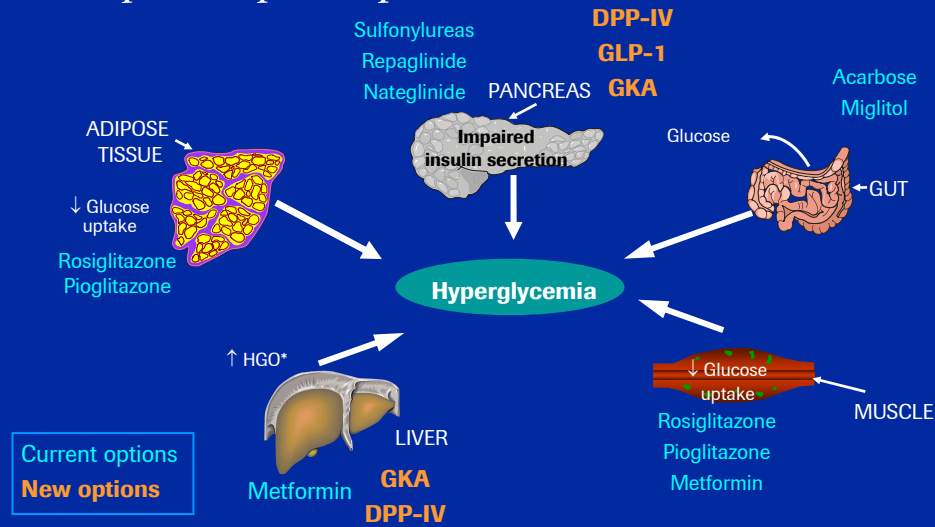 Sulfonylureas
Repaglinide
Nateglinide
DPP-IV
GLP-1
GKA
PANCREAS
Impaired
insulin secretion
Acarbose
Miglitol
Glucose
GUT
ADIPOSE
TISSUE
↓ Glucose
uptake
Rosiglitazone
Pioglitazone
Hyperglycemia
↑ HGO*
LIVER
Metformin
GKA
DPP-IV
↓ Glucose
uptake
MUSCLE
Rosiglitazone
Pioglitazone
Metformin
Current options
New options